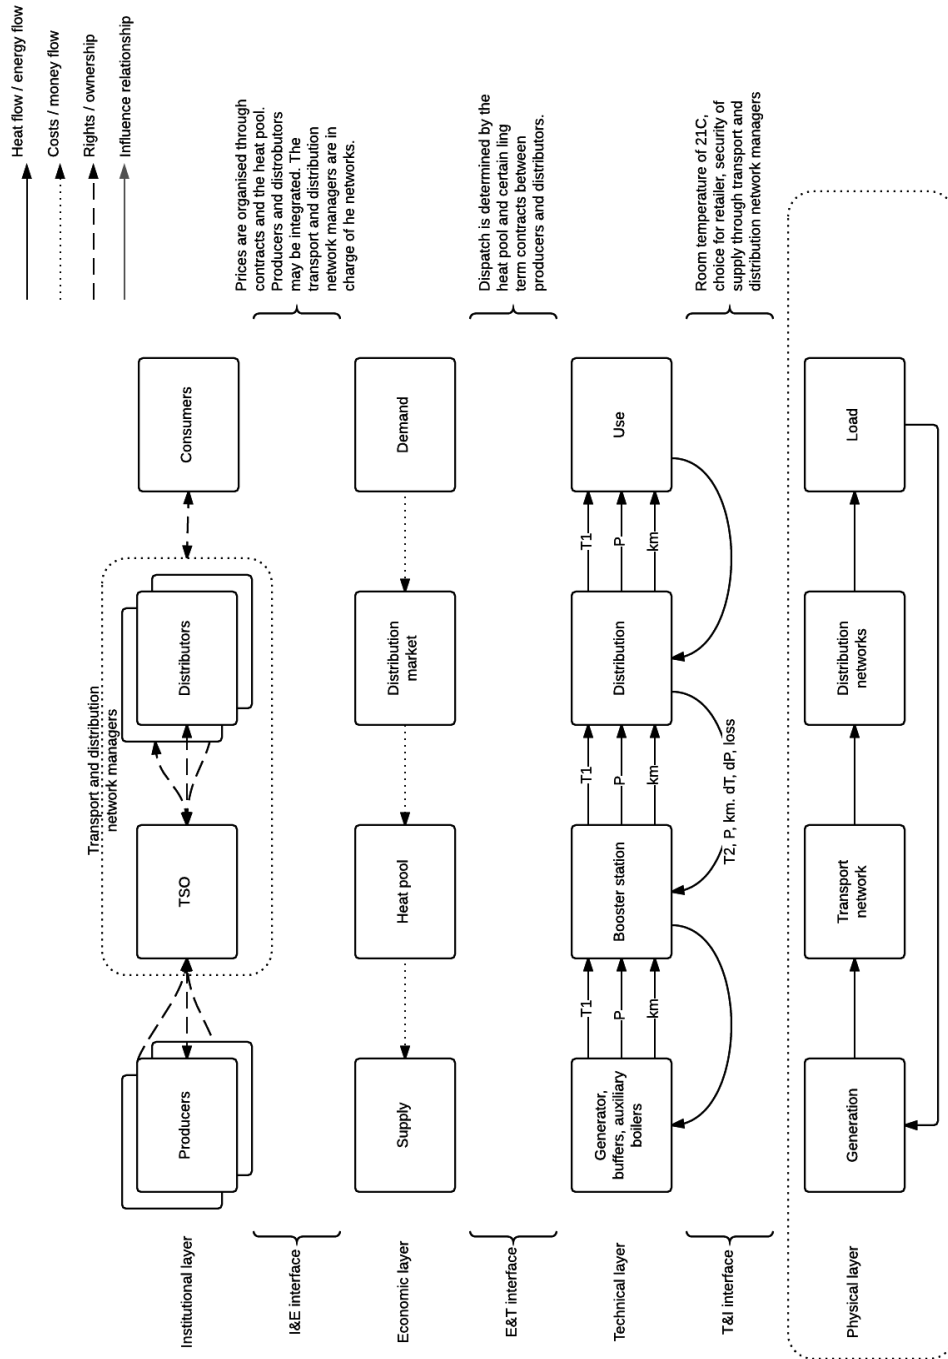 Heat flow / energy flow
Costs / money flow
Rights / ownership
Influence relationship
Institutional layer
Producers
TSO
Transport and distribution
network managers
Distributors
Consumers
I&E interface
Prices are organised through
contracts and the heat pool.
Producers and distrobutors
may be integrated. The
transport and distribution
network managers are in
charge of he networks.
Economic layer
Supply
Heat pool
Distribution
market
Demand
E&T interface
Dispatch is determined by the
heat pool and certain ling
term contracts between
producers and distributors.
Technical layer
Generator,
buffers, auxiliary
boilers
T1
P
km
Booster station
T1
P
km
Distribution
T1
P
km
Use
T2, P, km. dT, dP, loss
T&I interface
Room temperature of 21C,
choice for retailer, security of
supply through transport and
distribution network managers
Physical layer
Generation
Transport
network
Distribution
networks
Load